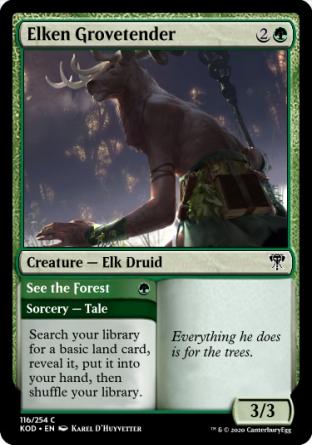 Elken Grovetender 2
Creature — Elk Druid
See the Forest
Sorcery — Tale
Search your library
for a basic land card,
reveal it, put it into
your hand, then
shuffle your library.
Everything he does
is for the trees.
3/3
116/254 C
KOD • EN KAREL D'HUYVETTER
™ & © 2020 CanterburyEgg